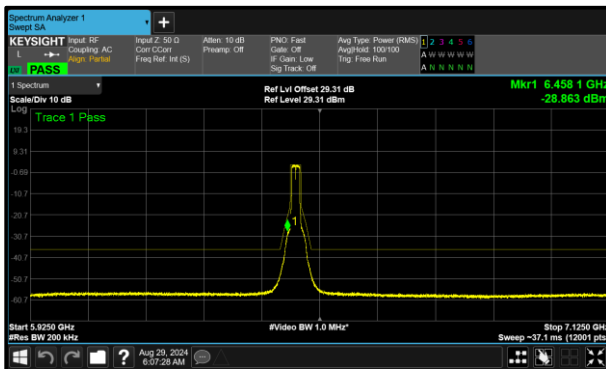 Spectrum Analyzer 1
Swept SA
KEYSIGHT Input: RF Input Z: 50 Ω Atten: 10 dB PNO: Fast Avg Type: Power (RMS) 1 2 3 4 5 6
L Coupling: AC Corr CCorr Preamp: Off Gate: Off Avg|Hold: 100/100 A W W W W W
Align: Partial Freq Ref: Int (S) IF Gain: Low Trig: Free Run
PASS Sig Track: Off A N N N N N
1 Spectrum Ref Lvl Offset 29.31 dB Mkr1 6.458 1 GHz
Scale/Div 10 dB Ref Level 29.31 dBm -28.863 dBm
Log
Trace 1 Pass
19.3
9.31
-0.69
-10.7
-20.7
1
-30.7
-40.7
-50.7
-60.7
Start 5.9250 GHz #Video BW 1.0 MHz* Stop 7.1250 GHz
#Res BW 200 kHz Sweep ~37.1 ms (12001 pts)
? Aug 29, 2024
6:07:28 AM